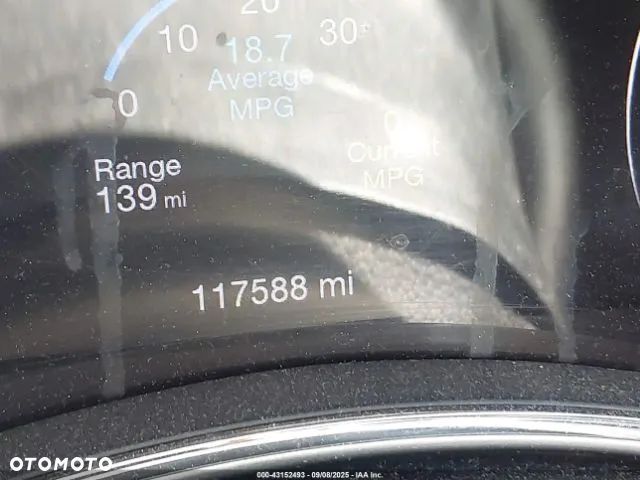 20
10
30+
18.7
Average
MPG
0
0
Current
MPG
Range
139 mi
117588 mi
OTOMOTO
000-43152493 - 09/08/2025 - IAA Inc.